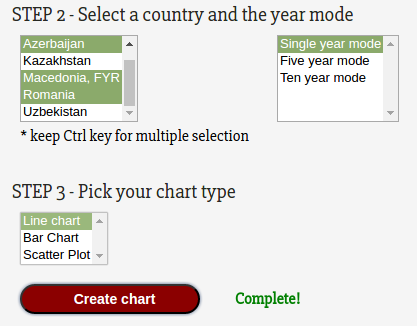 STEP 2 - Select a country and the year mode
Azerbaijan
Kazakhstan
Macedonia, FYR
Romania
Uzbekistan
Single year mode
Five year mode
Ten year mode
* keep Ctrl key for multiple selection
STEP 3 - Pick your chart type
Line chart
Bar Chart
Scatter Plot
Create chart
Complete!